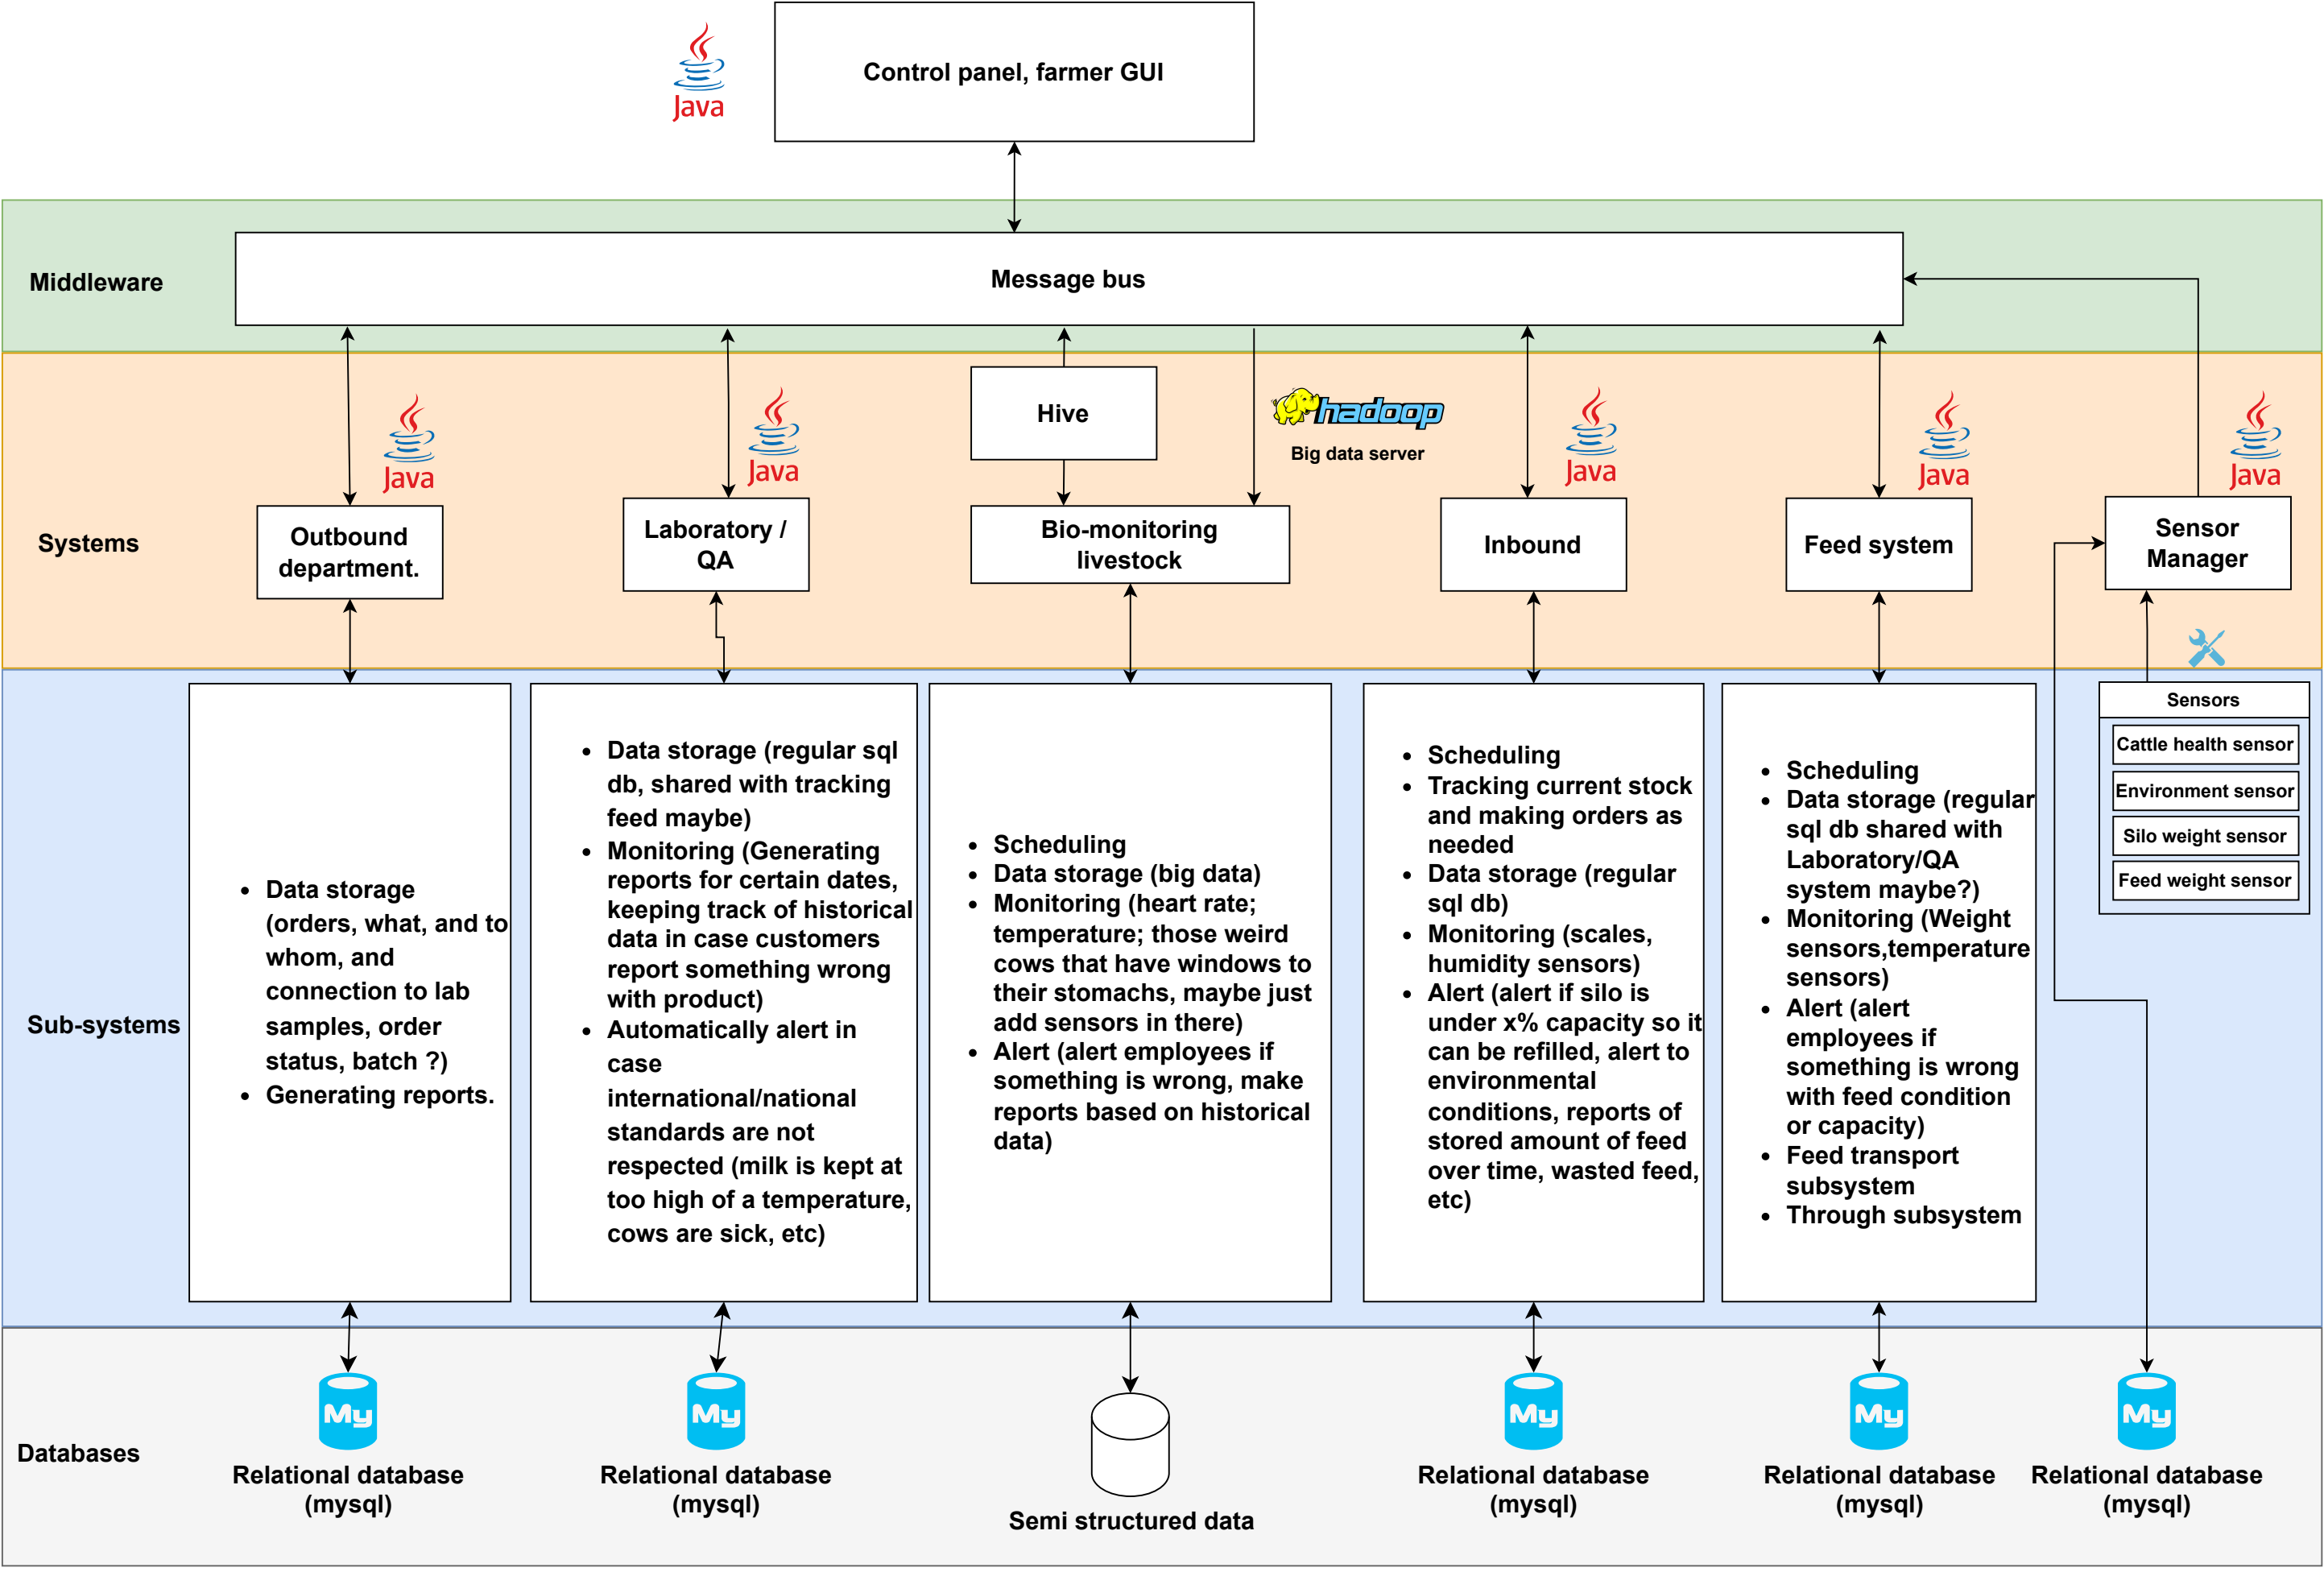 Java
Control panel, farmer GUI
Middleware
Message bus
Systems
Java
Outbound
department.
Java
Laboratory /
QA
Hive
hadoop
Big data server
Bio-monitoring
livestock
Java
Inbound
Java
Feed system
Java
Sensor
Manager
Sub-systems
• Data storage
(orders, what, and to
whom, and
connection to lab
samples, order
status, batch ?)
• Generating reports.
• Data storage (regular sql
db, shared with tracking
feed maybe)
• Monitoring (Generating
reports for certain dates,
keeping track of historical
data in case customers
report something wrong
with product)
• Automatically alert in
case
international/national
standards are not
respected (milk is kept at
too high of a temperature,
cows are sick, etc)
• Scheduling
• Data storage (big data)
• Monitoring (heart rate;
temperature; those weird
cows that have windows to
their stomachs, maybe just
add sensors in there)
• Alert (alert employees if
something is wrong, make
reports based on historical
data)
• Scheduling
• Tracking current stock
and making orders as
needed
• Data storage (regular
sql db)
• Monitoring (scales,
humidity sensors)
• Alert (alert if silo is
under x% capacity so it
can be refilled, alert to
environmental
conditions, reports of
stored amount of feed
over time, wasted feed,
etc)
• Scheduling
• Data storage (regular
sql db shared with
Laboratory/QA
system maybe?)
• Monitoring (Weight
sensors,temperature
sensors)
• Alert (alert
employees if
something is wrong
with feed condition
or capacity)
• Feed transport
subsystem
• Through subsystem
Sensors
Cattle health sensor
Environment sensor
Silo weight sensor
Feed weight sensor
Databases
My
Relational database
(mysql)
My
Relational database
(mysql)
Semi structured data
My
Relational database
(mysql)
My
Relational database
(mysql)
My
Relational database
(mysql)